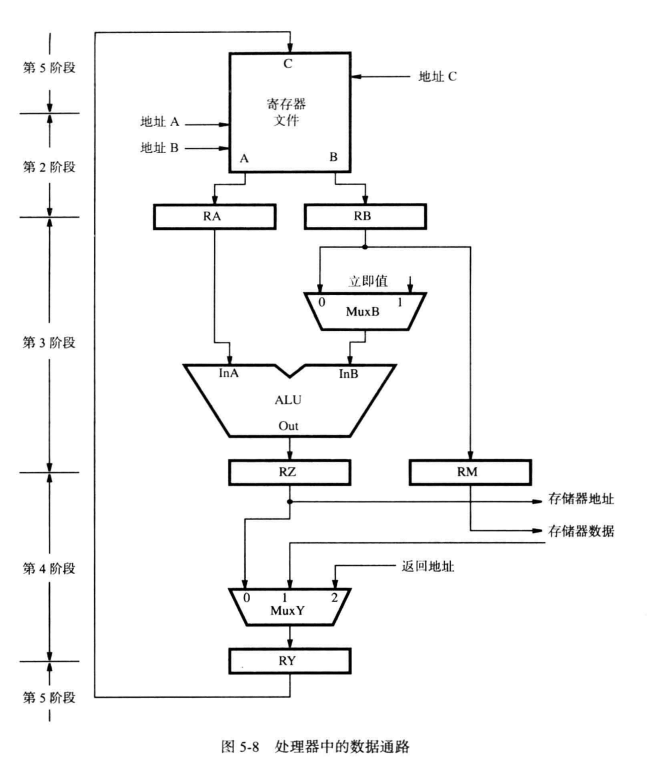 第 5 阶段
C
地址 C
寄存器
文件
地址 A
地址 B
第 2 阶段
A
B
RA
RB
立即值
0
1
MuxB
第 3 阶段
InA
InB
ALU
Out
RZ
RM
存储器地址
存储器数据
第 4 阶段
返回地址
0
1
2
MuxY
RY
第 5 阶段
图 5-8 处理器中的数据通路